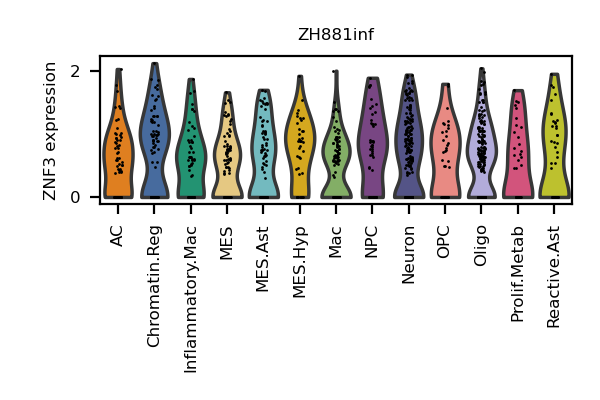 ZH881inf
ZNF3 expression
2
0
AC
Chromatin.Reg
Inflammatory.Mac
MES
MES.Ast
MES.Hyp
Mac
NPC
Neuron
OPC
Oligo
Prolif.Metab
Reactive.Ast